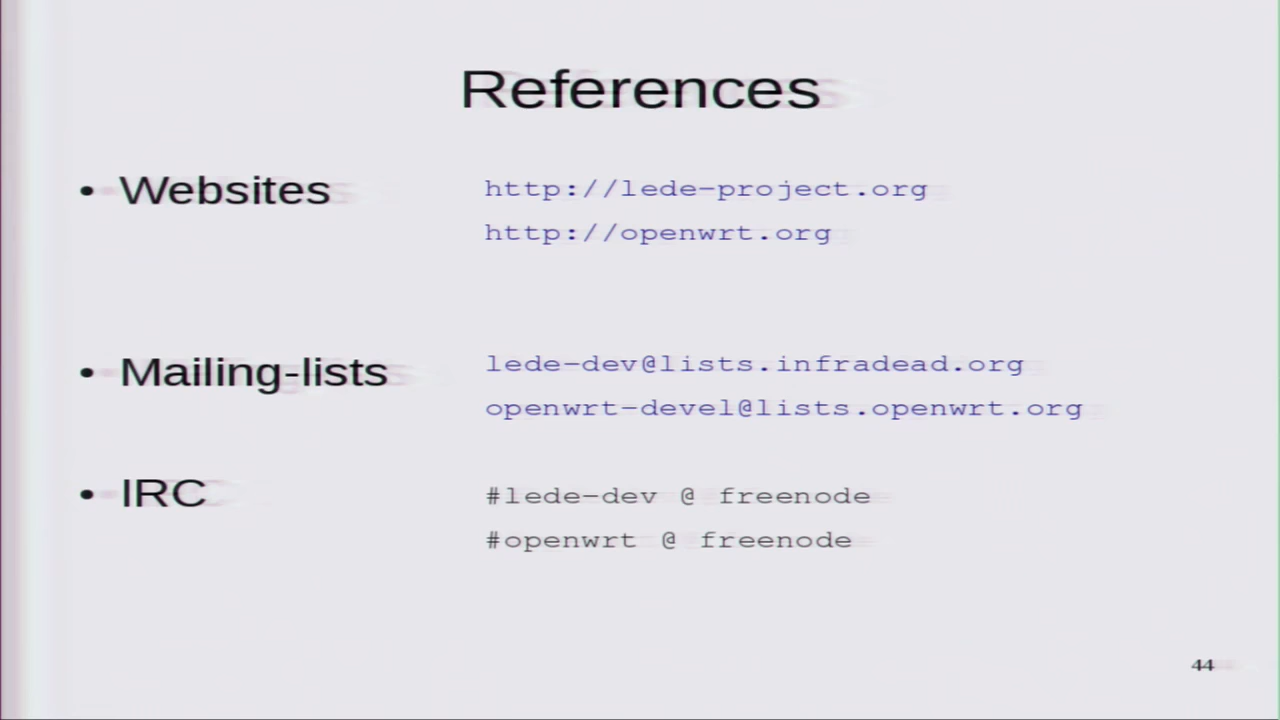 References
• Websites http://lede-project.org
http://openwrt.org
• Mailing-lists lede-dev@lists.infradead.org
openwrt-devel@lists.openwrt.org
• IRC #lede-dev @ freenode
#openwrt @ freenode
44